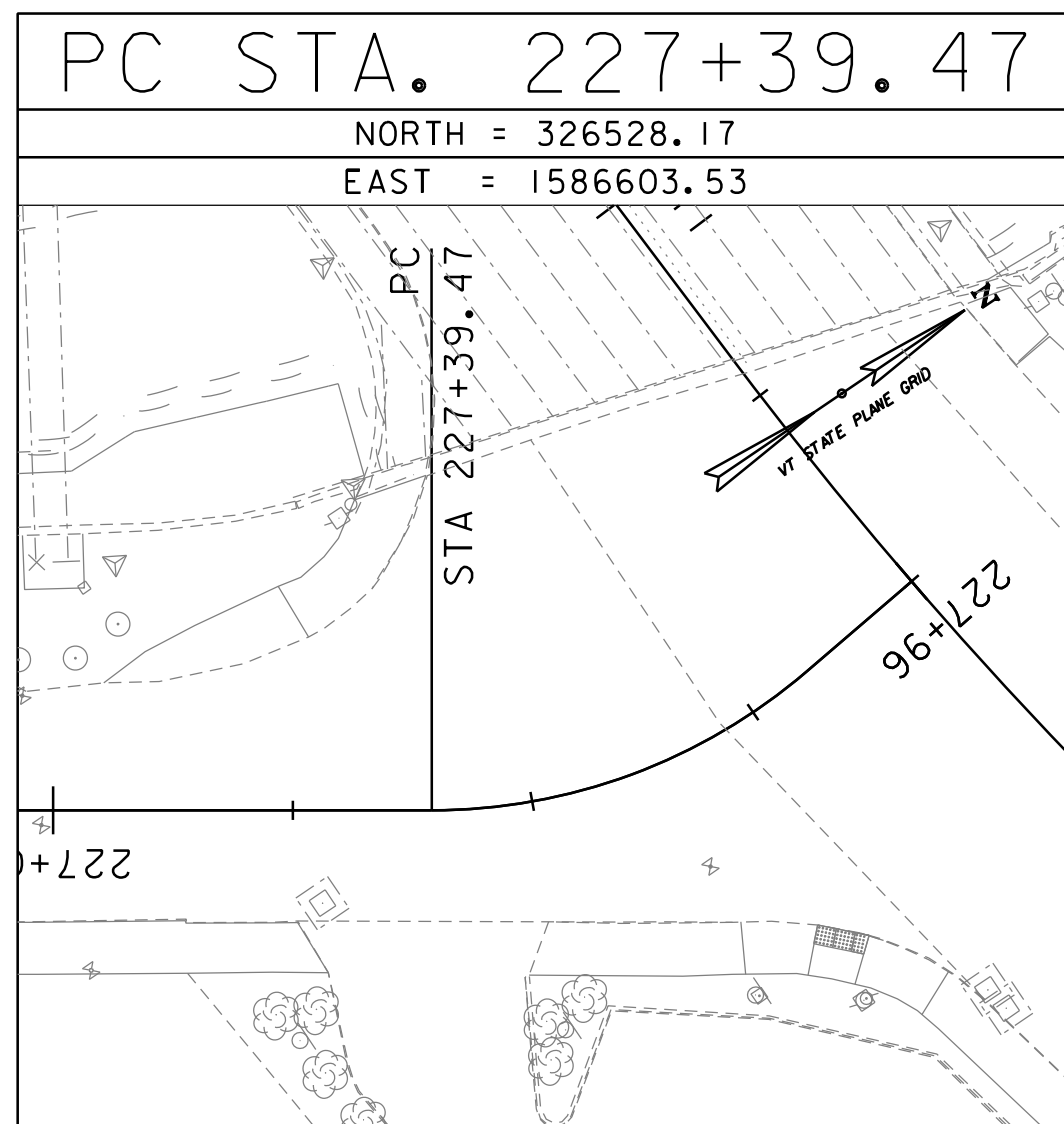 PC STA. 227+39.47
NORTH = 326528.17
EAST = 1586603.53
PC
STA 227+39.47
N
VT STATE PLANE GRID
227+96